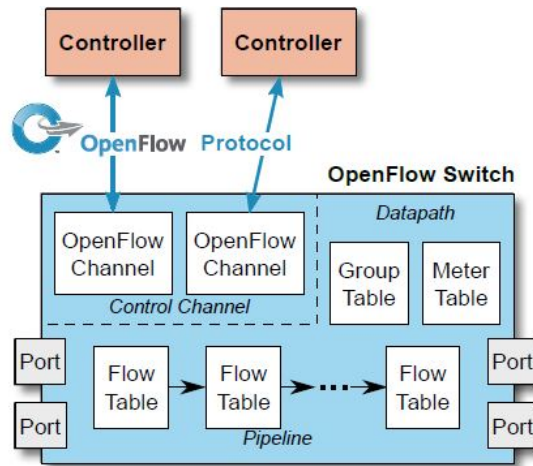 Controller
Controller
OpenFlow
Protocol
OpenFlow Switch
OpenFlow
Channel
OpenFlow
Channel
Control Channel
Datapath
Group
Table
Meter
Table
Port
Port
Flow
Table
Flow
Table
...
Flow
Table
Pipeline
Port
Port